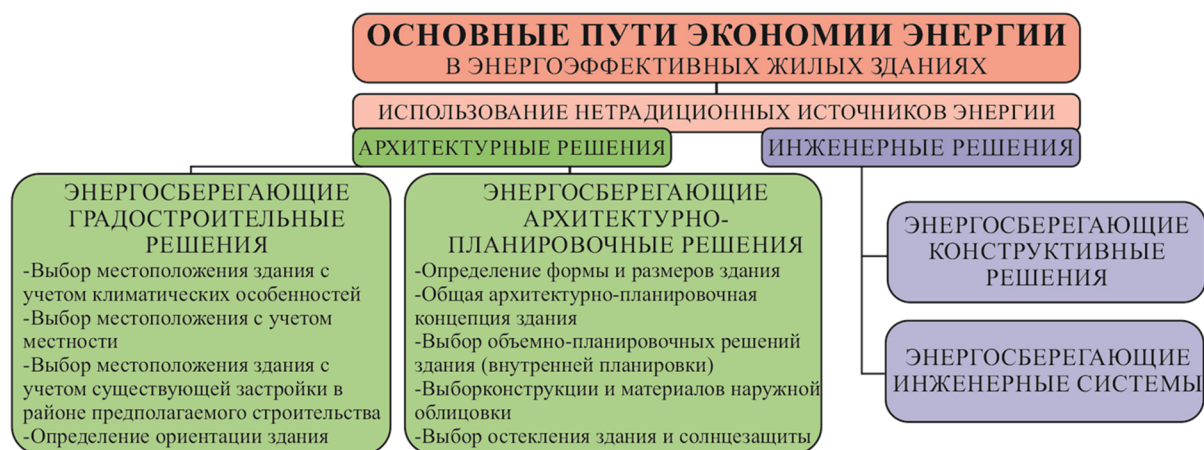 ОСНОВНЫЕ ПУТИ ЭКОНОМИИ ЭНЕРГИИ
В ЭНЕРГОЭФФЕКТИВНЫХ ЖИЛЫХ ЗДАНИЯХ
ИСПОЛЬЗОВАНИЕ НЕТРАДИЦИОННЫХ ИСТОЧНИКОВ ЭНЕРГИИ
АРХИТЕКТУРНЫЕ РЕШЕНИЯ
ИНЖЕНЕРНЫЕ РЕШЕНИЯ
ЭНЕРГОСБЕРЕГАЮЩИЕ
ГРАДОСТРОИТЕЛЬНЫЕ
РЕШЕНИЯ
-Выбор местоположения здания с
учетом климатических особенностей
-Выбор местоположения с учетом
местности
-Выбор местоположения здания с
учетом существующей застройки в
районе предполагаемого строительства
-Определение ориентации здания
ЭНЕРГОСБЕРЕГАЮЩИЕ
АРХИТЕКТУРНО-
ПЛАНИРОВОЧНЫЕ РЕШЕНИЯ
-Определение формы и размеров здания
-Общая архитектурно-планировочная
концепция здания
-Выбор объемно-планировочных решений
здания (внутренней планировки)
-Выборконструкции и материалов наружной
облицовки
-Выбор остекления здания и солнцезащиты
ЭНЕРГОСБЕРЕГАЮЩИЕ
КОНСТРУКТИВНЫЕ
РЕШЕНИЯ
ЭНЕРГОСБЕРЕГАЮЩИЕ
ИНЖЕНЕРНЫЕ СИСТЕМЫ